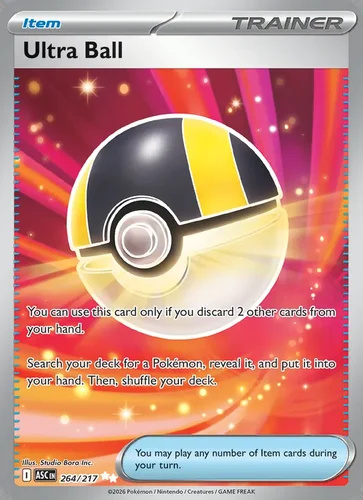 Item
TRAINER
Ultra Ball
You can use this card only if you discard 2 other cards from
your hand.
Search your deck for a Pokémon, reveal it, and put it into
your hand. Then, shuffle your deck.
Illus. Studio Bora Inc.
You may play any number of Item cards during
your turn.
I ASC EN 264/217
©2026 Pokémon / Nintendo / Creatures / GAME FREAK